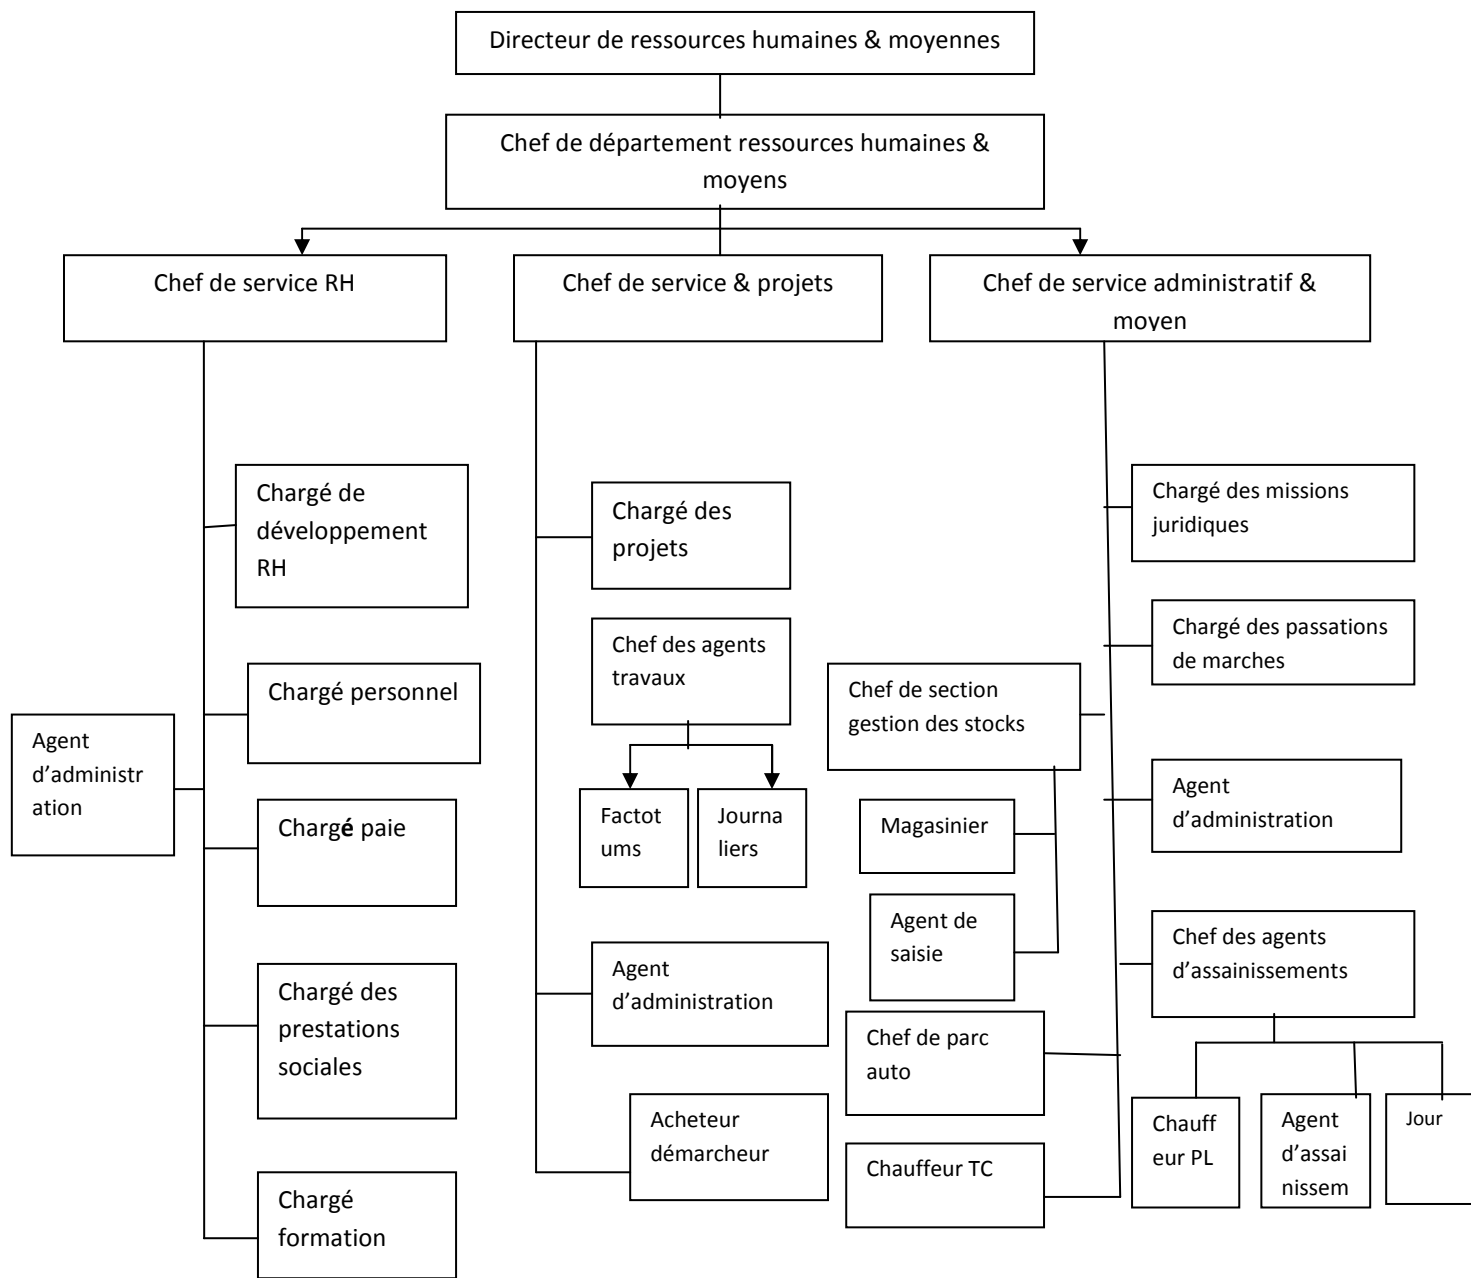 Directeur de ressources humaines & moyennes
Chef de département ressources humaines &
moyens
Chef de service RH
Chef de service & projets
Chef de service administratif &
moyen
Chargé de
développement
RH
Chargé personnel
Agent
d’administr
ation
Chargé paie
Chargé des
prestations
sociales
Chargé
formation
Chargé des
projets
Chef des agents
travaux
Factot
ums
Journa
liers
Agent
d’administration
Acheteur
démarcheur
Chef de section
gestion des stocks
Magasinier
Agent de
saisie
Chef de parc
auto
Chauffeur TC
Chargé des missions
juridiques
Chargé des passations
de marches
Agent
d’administration
Chef des agents
d’assainissements
Chauff
eur PL
Agent
d’assai
nissem
Jour